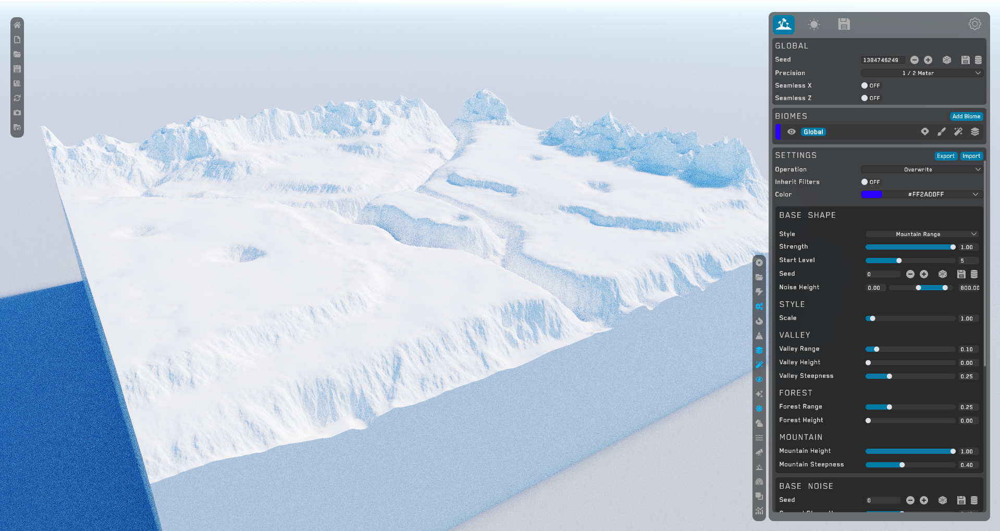 GLOBAL
Seed 1384746249
Precision 1 / 2 Meter
Seamless X OFF
Seamless Z OFF
BIOMES Add Biome
Global
SETTINGS Export Import
Operation Overwrite
Inherit Filters OFF
Color #FF2A00FF
BASE SHAPE
Style Mountain Range
Strength 1.00
Start Level 5
Seed 0
Noise Height 0.00 800.00
STYLE
Scale 1.00
VALLEY
Valley Range 0.10
Valley Height 0.00
Valley Steepness 0.25
FOREST
Forest Range 0.25
Forest Height 0.00
MOUNTAIN
Mountain Height 1.00
Mountain Steepness 0.40
BASE NOISE
Seed 0